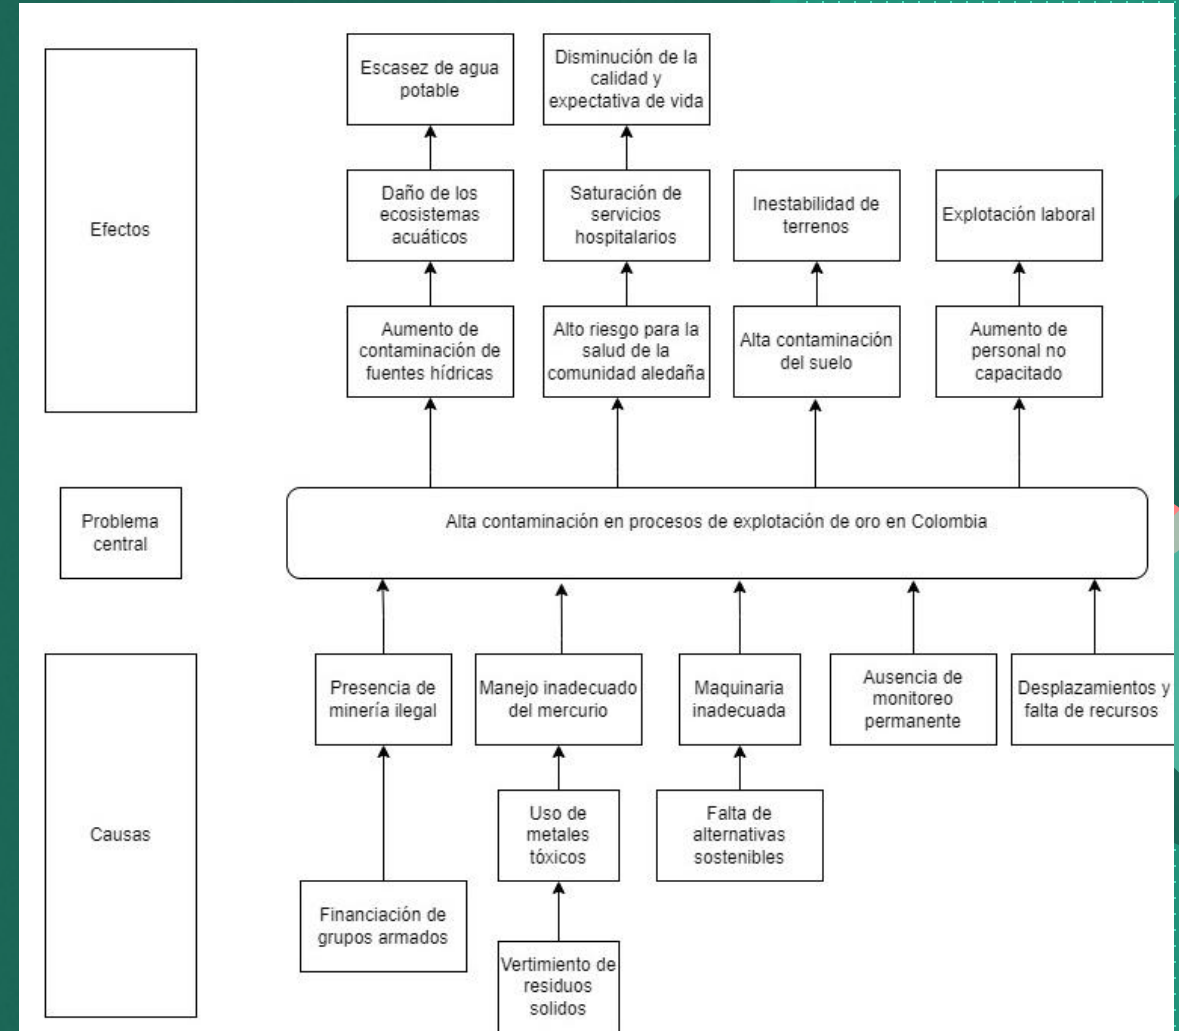 Escasez de agua
potable
Disminución de la
calidad y
expectativa de vida
Efectos
Daño de los
ecosistemas
acuáticos
Saturación de
servicios
hospitalarios
Inestabilidad de
terrenos
Explotación laboral
Aumento de
contaminación de
fuentes hídricas
Alto riesgo para la
salud de la
comunidad aledaña
Alta contaminación
del suelo
Aumento de
personal no
capacitado
Problema
central
Alta contaminación en procesos de explotación de oro en Colombia
Presencia de
minería ilegal
Manejo inadecuado
del mercurio
Maquinaria
inadecuada
Ausencia de
monitoreo
permanente
Desplazamientos y
falta de recursos
Causas
Uso de
metales
tóxicos
Falta de
alternativas
sostenibles
Financiación de
grupos armados
Vertimiento de
residuos
solidos